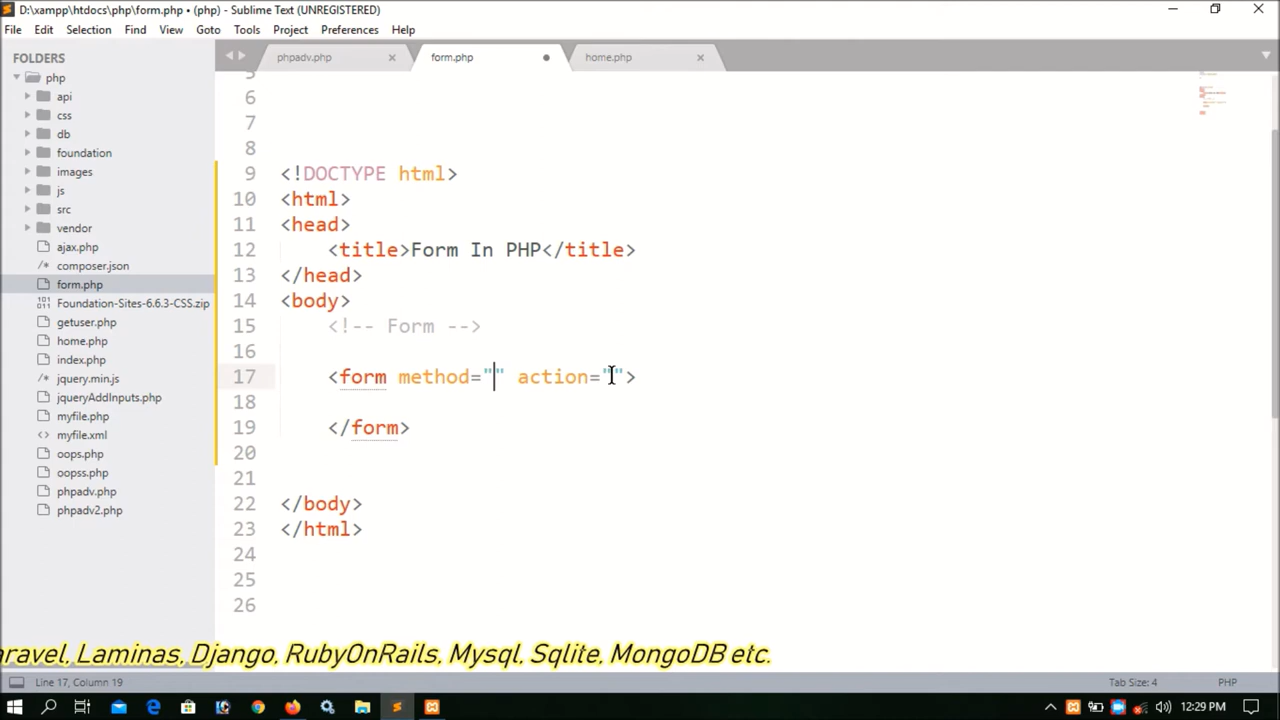 D:\xampp\htdocs\php\form.php • (php) - Sublime Text (UNREGISTERED)
File Edit Selection Find View Goto Tools Project Preferences Help
FOLDERS
php
api
css
db
foundation
images
js
src
vendor
ajax.php
/* composer.json
form.php
Foundation-Sites-6.6.3-CSS.zip
getuser.php
home.php
index.php
jquery.min.js
jqueryAddInputs.php
myfile.php
<> myfile.xml
oops.php
oopss.php
phpadv.php
phpadv2.php
phpadv.php × form.php • home.php ×
5
6
7
8
9 <!DOCTYPE html>
10 <html>
11 <head>
12 <title>Form In PHP</title>
13 </head>
14 <body>
15 <!-- Form -->
16
17 <form method="" action="">
18
19 </form>
20
21
22 </body>
23 </html>
24
25
26
aravel, Laminas, Django, RubyOnRails, Mysql, Sqlite, MongoDB etc.
Line 17, Column 19 Tab Size: 4 PHP
12:29 PM